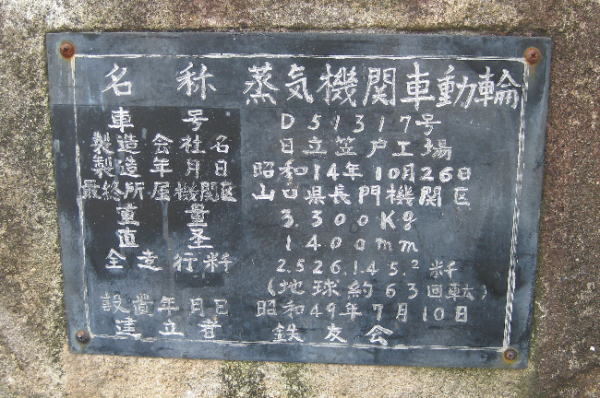 名称 蒸気機関車動輪
車号 D51317号
製造会社名 日立笠戸工場
製造年月日 昭和14年10月26日
最終所属機関区 山口県長門機関区
重量 3.300Kg
直圣 1400mm
全走行粁 2.526.145.2粁
(地球約63回転)
設置年月日 昭和49年7月10日
建立者 鉄友会